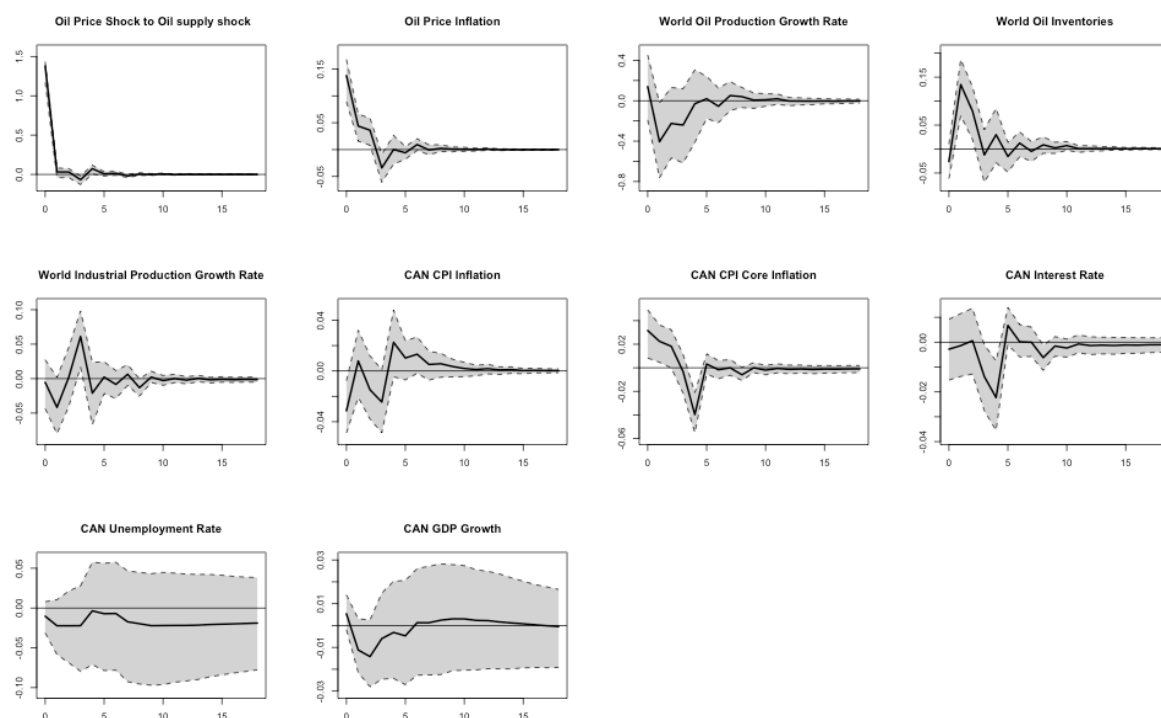 Oil Price Shock to Oil supply shock
Oil Price Inflation
World Oil Production Growth Rate
World Oil Inventories
1.5
1.0
0.5
0.0
0 5 10 15
0.15
0.05
-0.05
0 5 10 15
0.4
0.0
-0.4
-0.8
0 5 10 15
0.15
0.05
-0.05
0 5 10 15
World Industrial Production Growth Rate
CAN CPI Inflation
CAN CPI Core Inflation
CAN Interest Rate
0.10
0.05
0.00
-0.05
0 5 10 15
0.04
0.00
-0.04
0 5 10 15
0.02
-0.02
-0.06
0 5 10 15
0.00
-0.02
-0.04
0 5 10 15
CAN Unemployment Rate
CAN GDP Growth
0.05
0.00
-0.05
-0.10
0 5 10 15
0.03
0.01
-0.01
-0.03
0 5 10 15